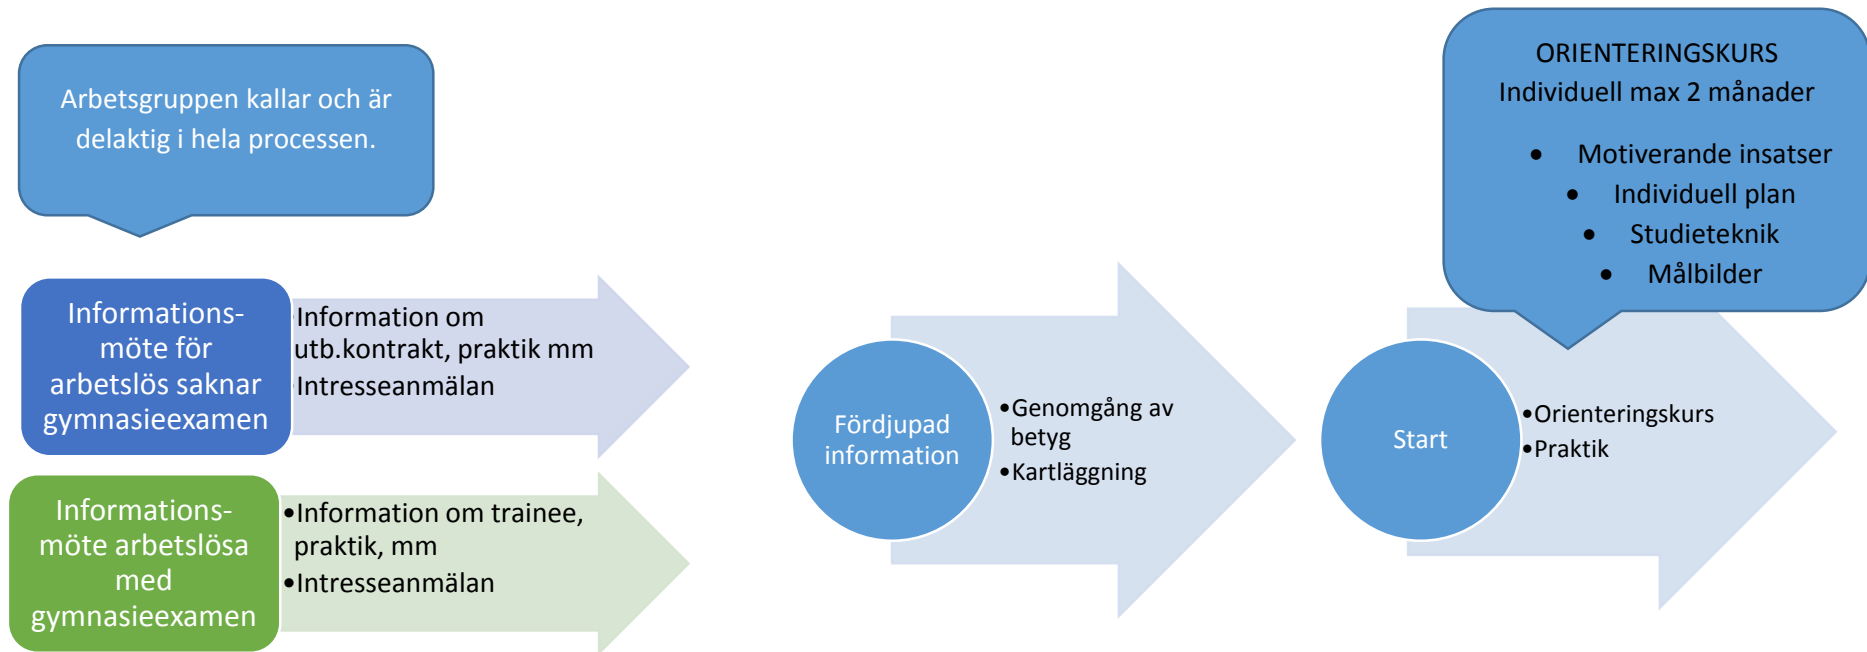 Arbetsgruppen kallar och är
delaktig i hela processen.
Informations-
möte för
arbetslös saknar
gymnasieexamen
•Information om
utb.kontrakt, praktik mm
•Intresseanmälan
Informations-
möte arbetslösa
med
gymnasieexamen
•Information om trainee,
praktik, mm
•Intresseanmälan
Fördjupad
information
•Genomgång av
betyg
•Kartläggning
ORIENTERINGSKURS
Individuell max 2 månader
• Motiverande insatser
• Individuell plan
• Studieteknik
• Målbilder
Start
•Orienteringskurs
•Praktik